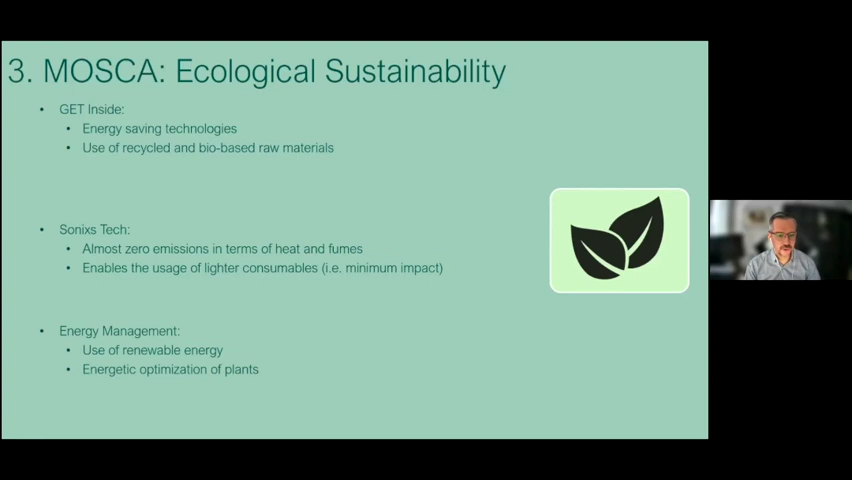 3. MOSCA: Ecological Sustainability
• GET Inside:
• Energy saving technologies
• Use of recycled and bio-based raw materials
• Sonixs Tech:
• Almost zero emissions in terms of heat and fumes
• Enables the usage of lighter consumables (i.e. minimum impact)
• Energy Management:
• Use of renewable energy
• Energetic optimization of plants